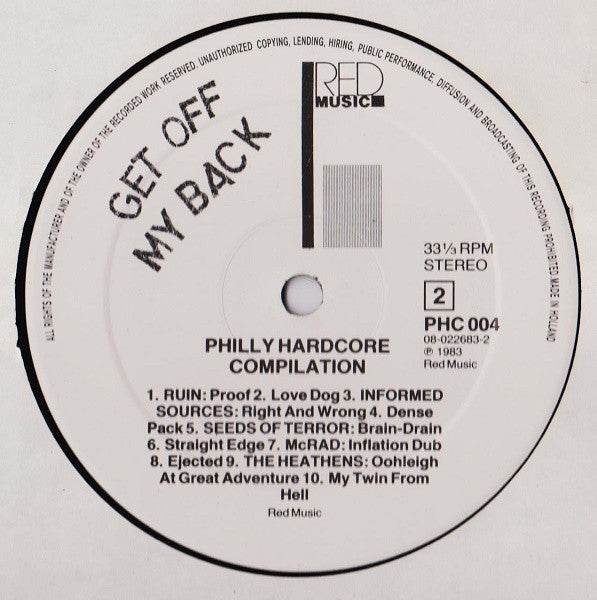 ALL RIGHTS OF THE MANUFACTURER AND OF THE OWNER OF THE RECORDED WORK RESERVED. UNAUTHORIZED COPYING, LENDING, HIRING, PUBLIC PERFORMANCE, DIFFUSION AND BROADCASTING OF THIS RECORDING PROHIBITED. MADE IN HOLLAND
GET OFF
MY BACK
RED
MUSIC
33⅓ RPM
STEREO
2
PHC 004
08-022683-2
℗ 1983
Red Music
PHILLY HARDCORE
COMPILATION
1. RUIN: Proof 2. Love Dog 3. INFORMED
SOURCES: Right And Wrong 4. Dense
Pack 5. SEEDS OF TERROR: Brain-Drain
6. Straight Edge 7. McRAD: Inflation Dub
8. Ejected 9. THE HEATHENS: Oohleigh
At Great Adventure 10. My Twin From
Hell
Red Music